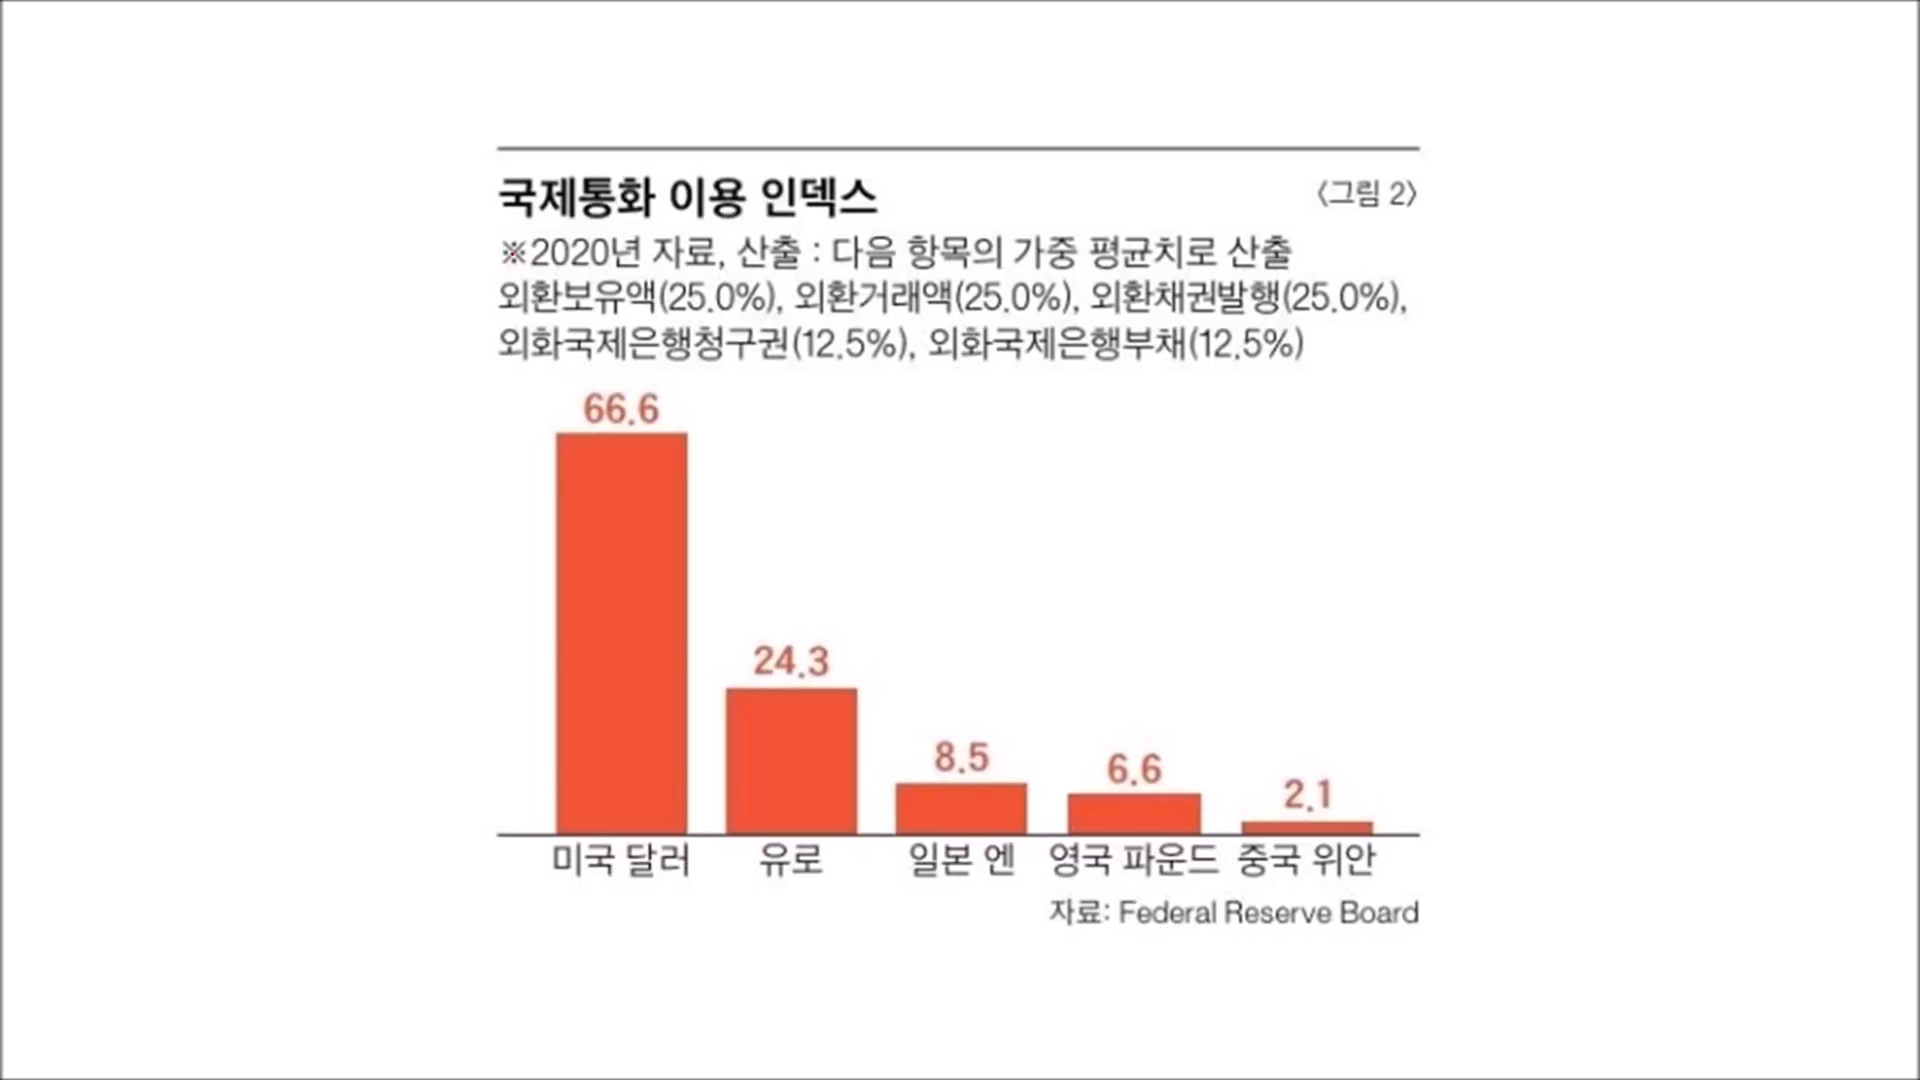 국제통화 이용 인덱스
〈그림 2〉
※2020년 자료, 산출 : 다음 항목의 가중 평균치로 산출
외환보유액(25.0%), 외환거래액(25.0%), 외환채권발행(25.0%),
외화국제은행청구권(12.5%), 외화국제은행부채(12.5%)
66.6
24.3
8.5
6.6
2.1
미국 달러
유로
일본 엔
영국 파운드
중국 위안
자료: Federal Reserve Board